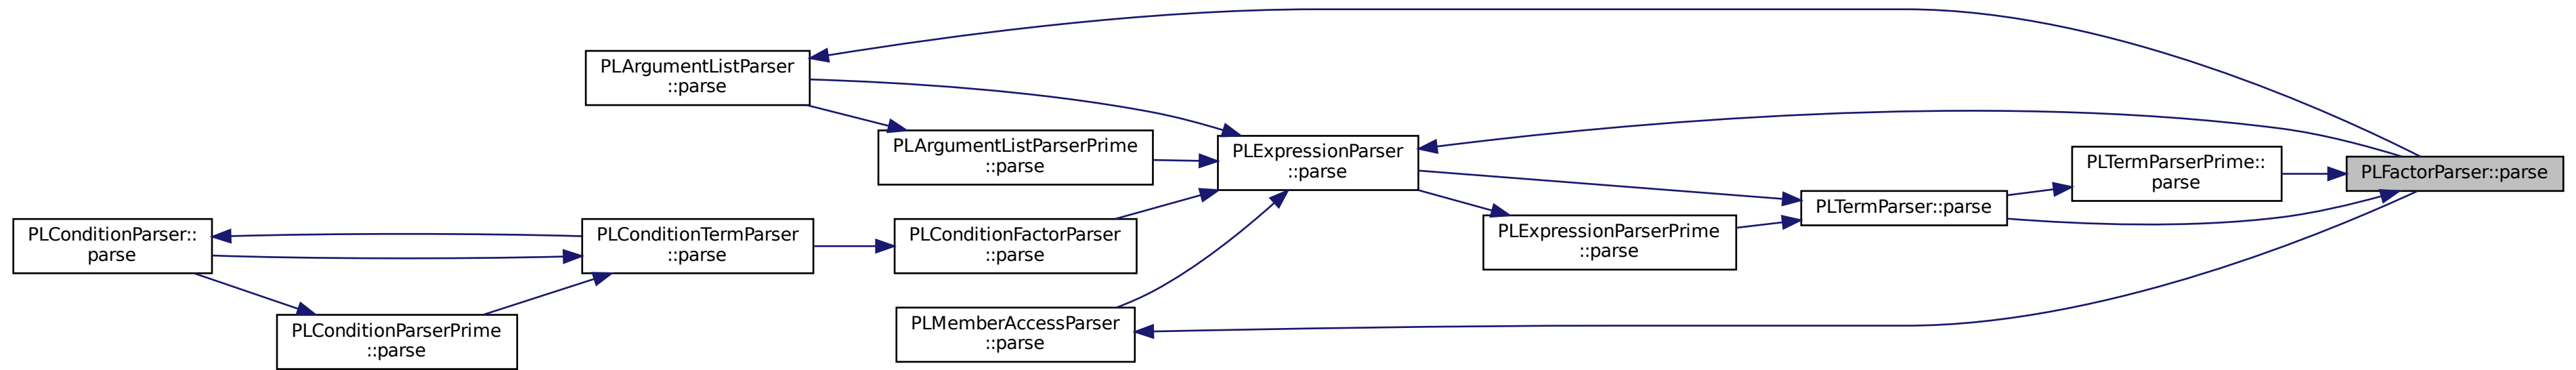 PLArgumentListParser
::parse
PLArgumentListParserPrime
::parse
PLExpressionParser
::parse
PLTermParserPrime::
parse
PLFactorParser::parse
PLTermParser::parse
PLConditionParser::
parse
PLConditionTermParser
::parse
PLConditionFactorParser
::parse
PLExpressionParserPrime
::parse
PLConditionParserPrime
::parse
PLMemberAccessParser
::parse